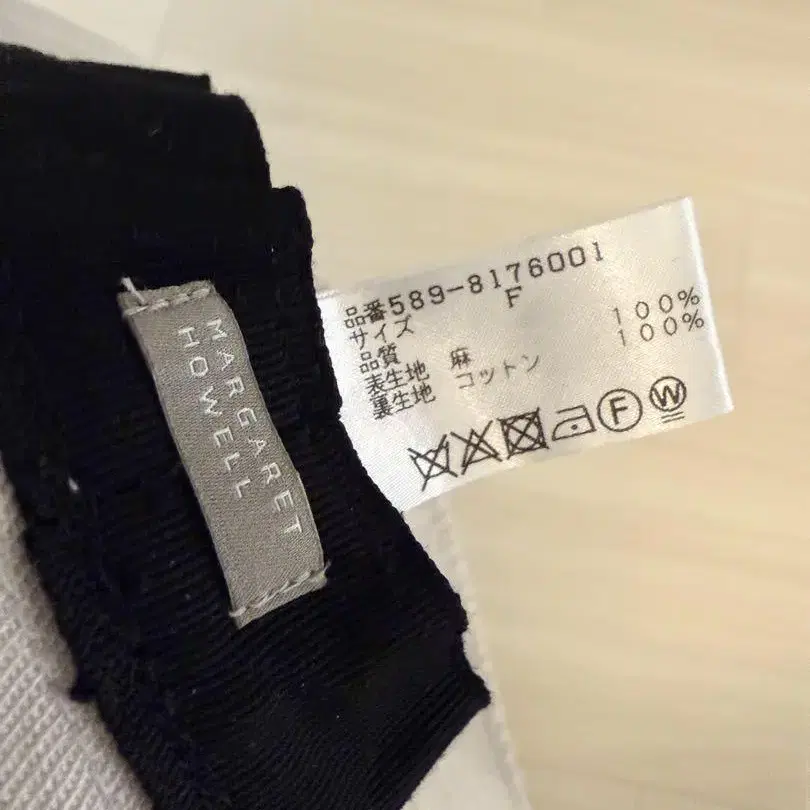 MARGARET
HOWELL
品番589-8176001
サイズ F
品質
表生地 麻 100%
裏生地 コットン 100%
F W